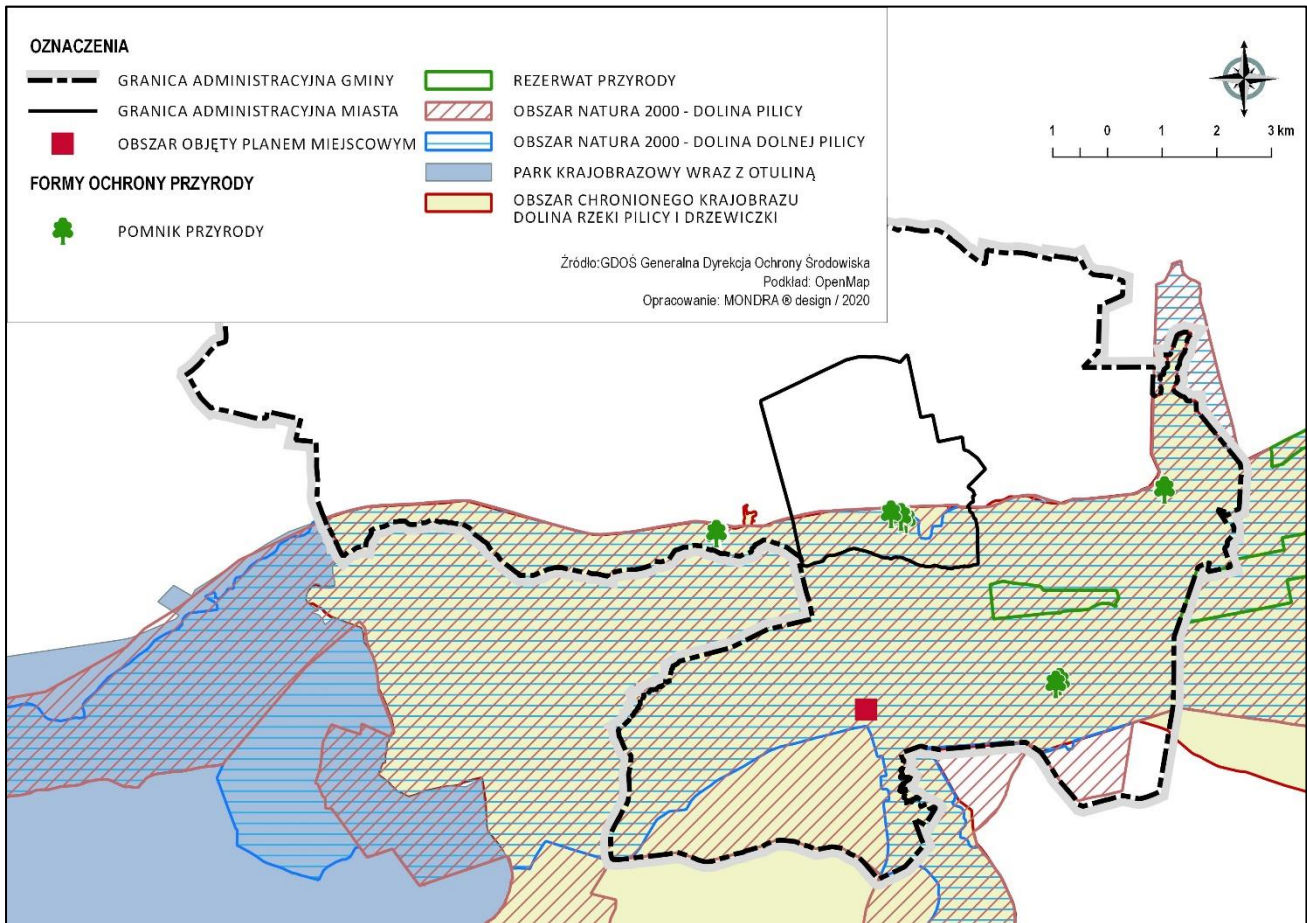 OZNACZENIA
GRANICA ADMINISTRACYJNA GMINY
GRANICA ADMINISTRACYJNA MIASTA
OBSZAR OBJĘTY PLANEM MIEJSCOWYM
FORMY OCHRONY PRZYRODY
POMNIK PRZYRODY
REZERWAT PRZYRODY
OBSZAR NATURA 2000 - DOLINA PILICY
OBSZAR NATURA 2000 - DOLINA DOLNEJ PILICY
PARK KRAJOBRAZOWY WRAZ Z OTULINĄ
OBSZAR CHRONIONEGO KRAJOBRAZU
DOLINA RZEKI PILICY I DRZEWICZKI
Źródło:GDOŚ Generalna Dyrekcja Ochrony Środowiska
Podkład: OpenMap
Opracowanie: MONDRA ® design / 2020
1 0 1 2 3 km